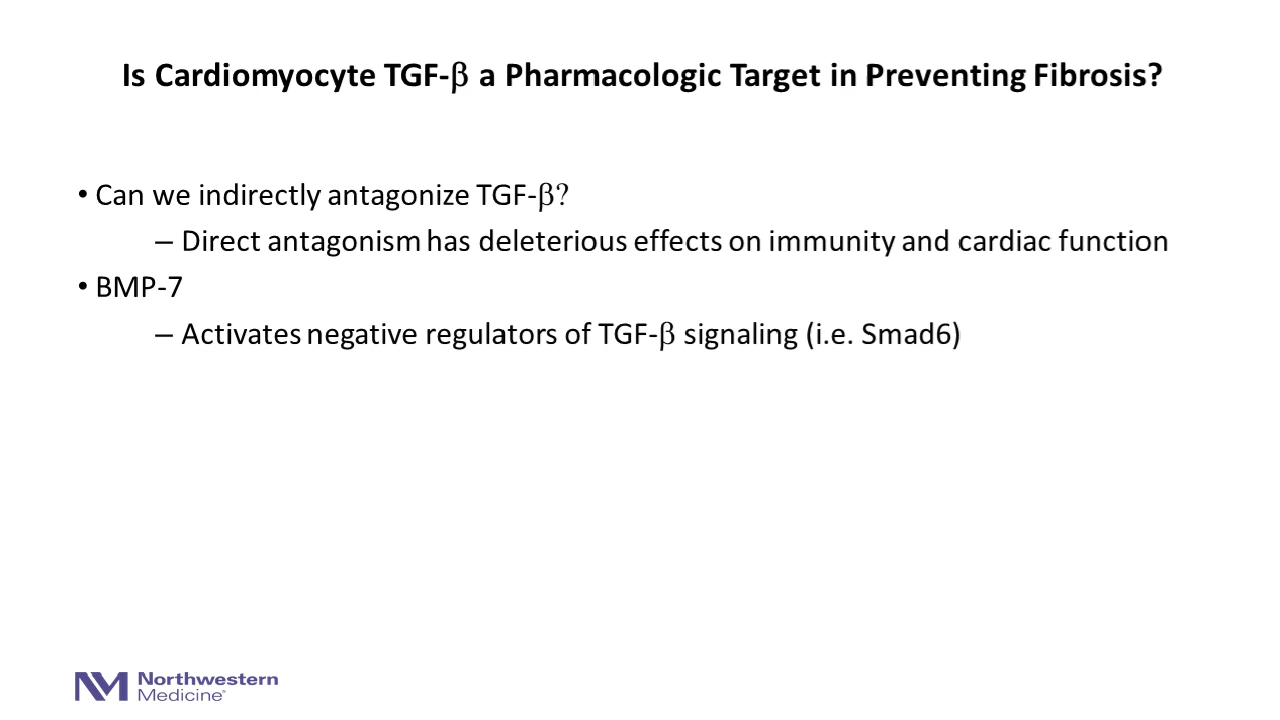 Is Cardiomyocyte TGF-β a Pharmacologic Target in Preventing Fibrosis?
• Can we indirectly antagonize TGF-β?
– Direct antagonism has deleterious effects on immunity and cardiac function
• BMP-7
– Activates negative regulators of TGF-β signaling (i.e. Smad6)
NM Northwestern
Medicine®